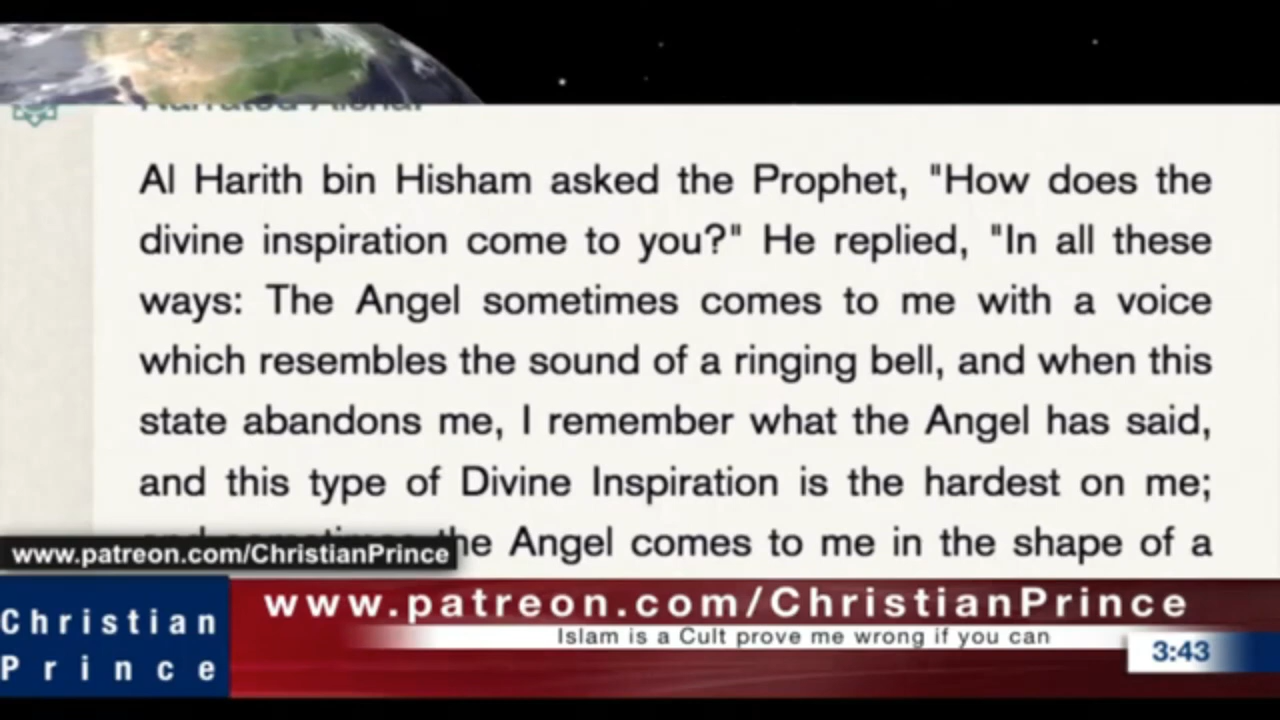 Narrated Aisha:
Al Harith bin Hisham asked the Prophet, "How does the
divine inspiration come to you?" He replied, "In all these
ways: The Angel sometimes comes to me with a voice
which resembles the sound of a ringing bell, and when this
state abandons me, I remember what the Angel has said,
and this type of Divine Inspiration is the hardest on me;
the Angel comes to me in the shape of a
www.patreon.com/ChristianPrince
www.patreon.com/ChristianPrince
Islam is a Cult prove me wrong if you can
Christian
Prince
3:43